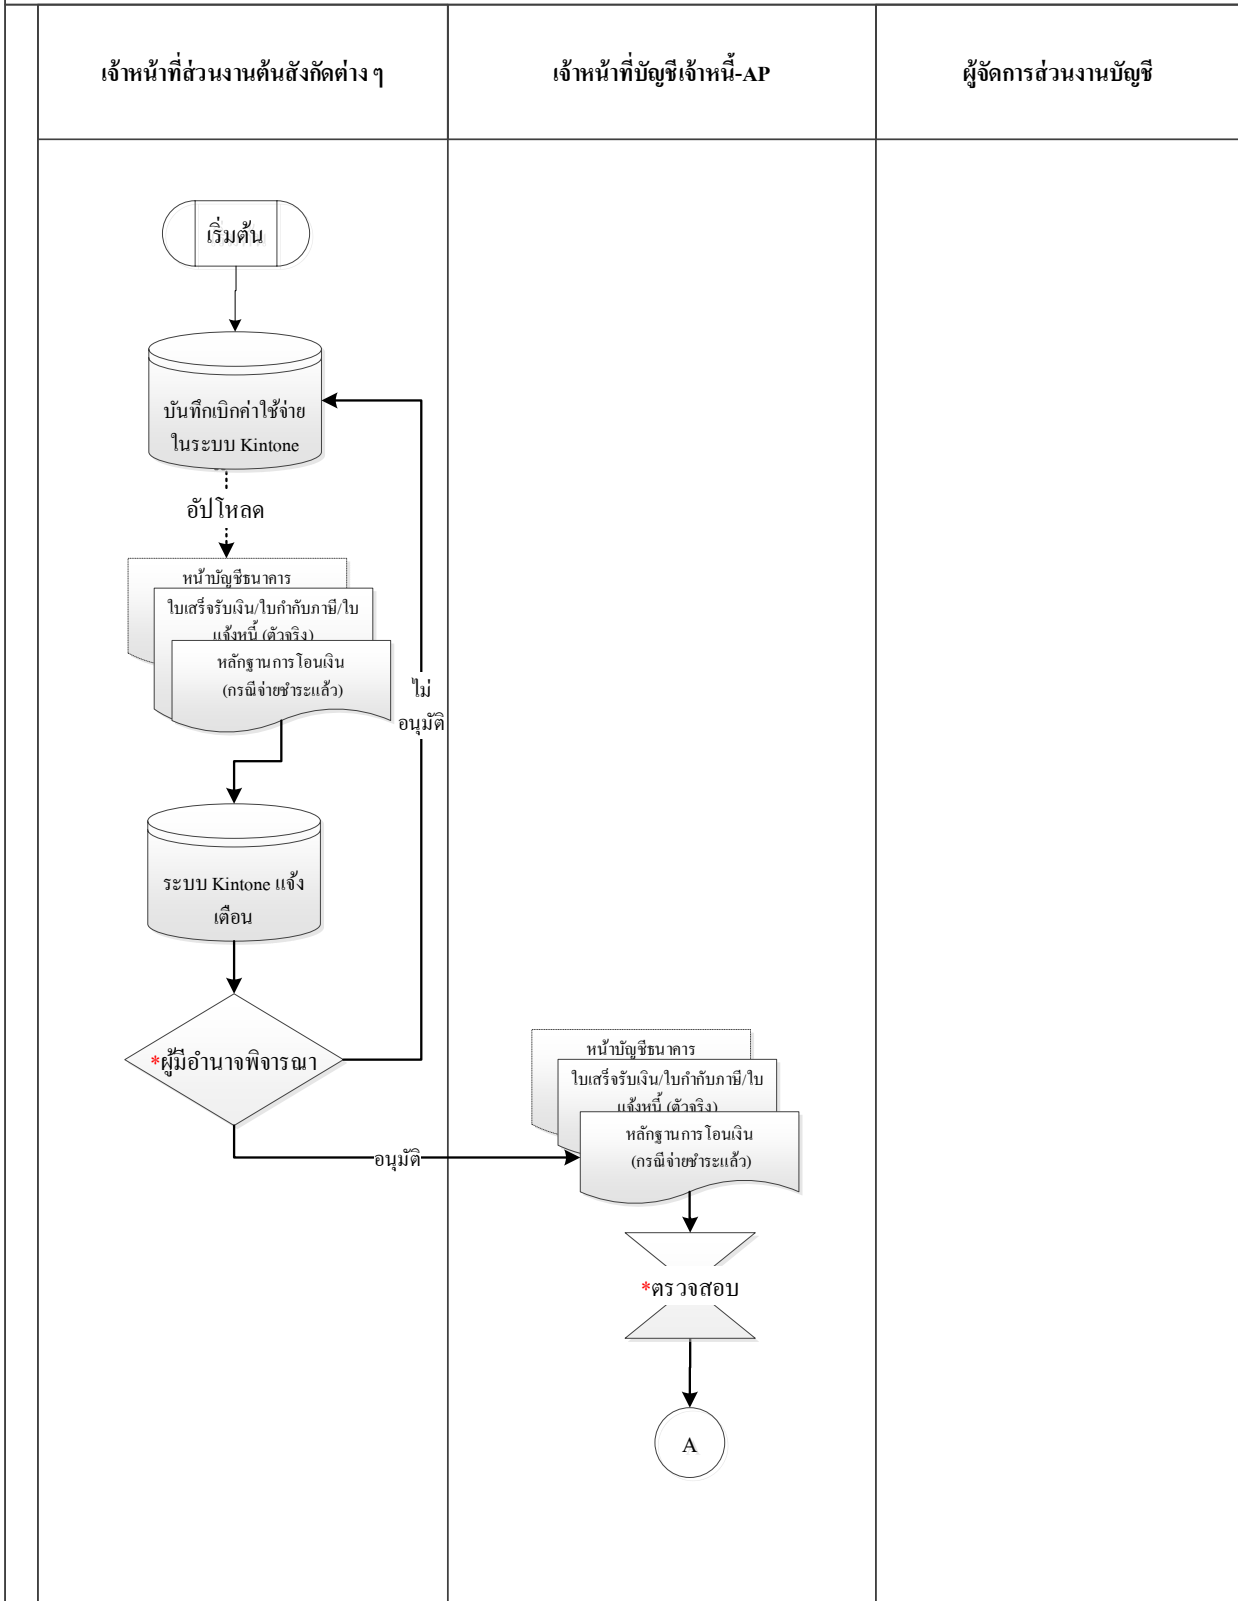 เจ้าหน้าที่ส่วนงานต้นสังกัดต่าง ๆ
เจ้าหน้าที่บัญชีเจ้าหนี้-AP
ผู้จัดการส่วนงานบัญชี
เริ่มต้น
บันทึกเบิกค่าใช้จ่าย
ในระบบ Kintone
อัปโหลด
หน้าบัญชีธนาคาร
ใบเสร็จรับเงิน/ใบกำกับภาษี/ใบ
แจ้งหนี้ (ตัวจริง)
หลักฐานการโอนเงิน
(กรณีจ่ายชำระแล้ว)
ไม่
อนุมัติ
ระบบ Kintone แจ้ง
เตือน
*ผู้มีอำนาจพิจารณา
อนุมัติ
หน้าบัญชีธนาคาร
ใบเสร็จรับเงิน/ใบกำกับภาษี/ใบ
แจ้งหนี้ (ตัวจริง)
หลักฐานการโอนเงิน
(กรณีจ่ายชำระแล้ว)
*ตรวจสอบ
A